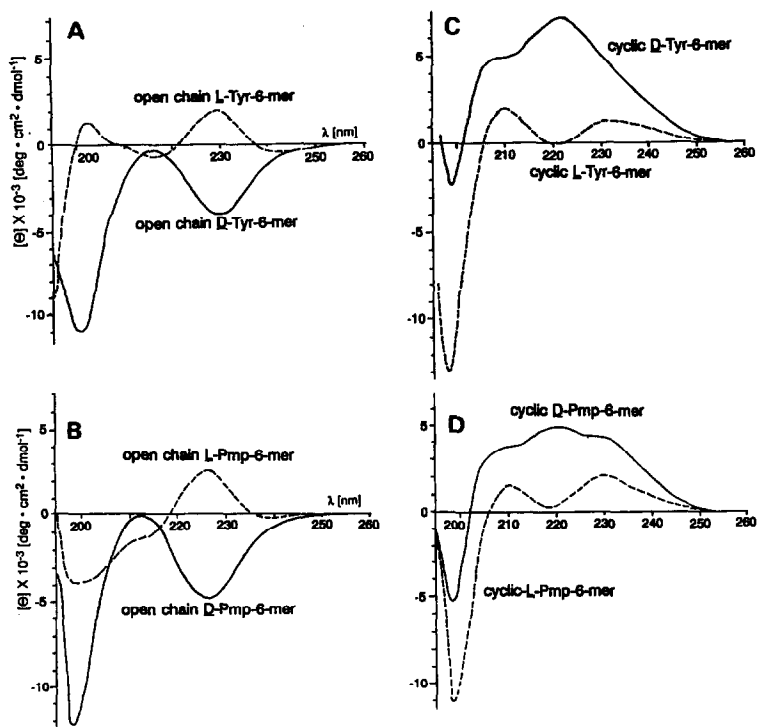 A
5
0
-5
-10
[Θ] X 10⁻³ [deg • cm² • dmol⁻¹]
open chain L-Tyr-6-mer
λ [nm]
200
230
250
260
open chain D-Tyr-6-mer
C
5
0
-5
-10
cyclic D-Tyr-6-mer
210
220
230
240
250
260
cyclic L-Tyr-6-mer
B
5
0
-5
-10
[Θ] X 10⁻³ [deg • cm² • dmol⁻¹]
open chain L-Pmp-6-mer
λ [nm]
200
220
230
250
260
open chain D-Pmp-6-mer
D
5
0
-5
-10
cyclic D-Pmp-6-mer
200
210
220
230
240
250
260
cyclic-L-Pmp-6-mer